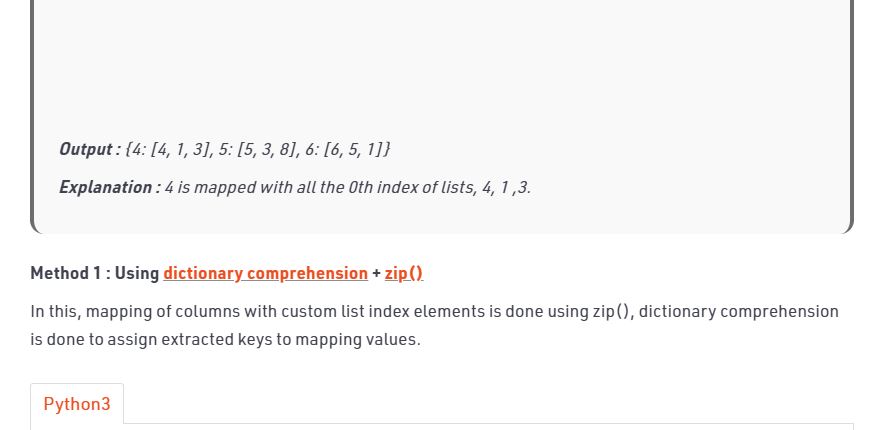 Output : {4: [4, 1, 3], 5: [5, 3, 8], 6: [6, 5, 1]}
Explanation : 4 is mapped with all the 0th index of lists, 4, 1 ,3.
Method 1 : Using dictionary comprehension + zip()
In this, mapping of columns with custom list index elements is done using zip(), dictionary comprehension
is done to assign extracted keys to mapping values.
Python3